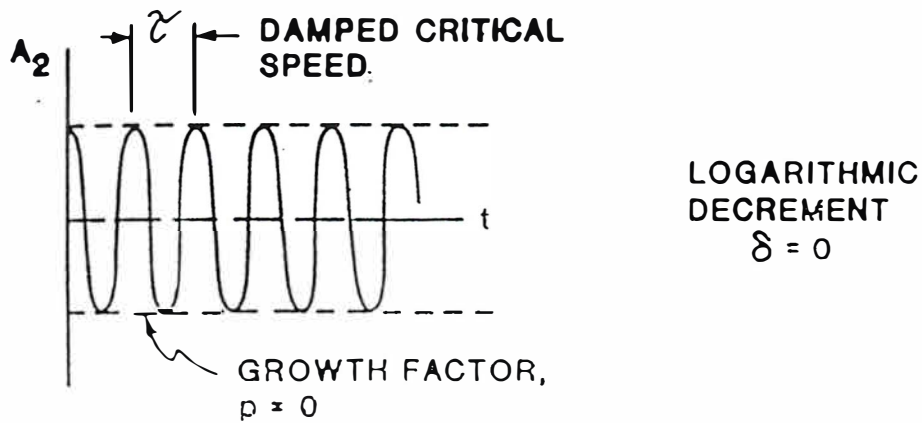 τ
DAMPED CRITICAL
SPEED.
A₂
t
LOGARITHMIC
DECREMENT
δ = 0
GROWTH FACTOR,
p = 0